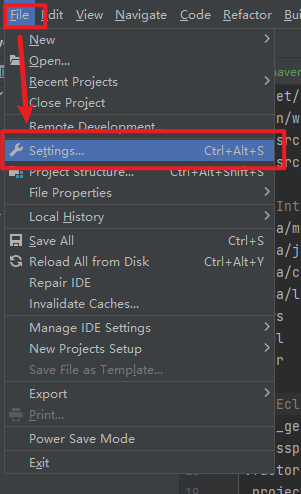 File Edit View Navigate Code Refactor Bui
New
Open...
Recent Projects
Close Project
Remote Development...
Settings... Ctrl+Alt+S
Project Structure... Ctrl+Alt+Shift+S
File Properties
Local History
Save All Ctrl+S
Reload All from Disk Ctrl+Alt+Y
Repair IDE
Invalidate Caches...
Manage IDE Settings
New Projects Setup
Save File as Template...
Export
Print...
Power Save Mode
Exit
maven
et/
n/w
src
src
Int
a/m
a/j
a/c
a/l
s
l
r
Ecl
_ge
ssp
factor
19 .projec